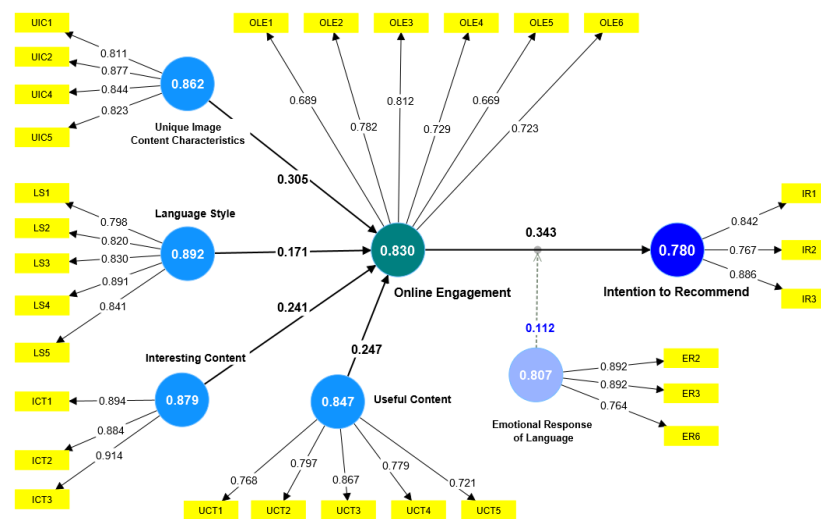 UIC1
UIC2
UIC4
UIC5
0.811
0.877
0.844
0.823
0.862
Unique Image
Content Characteristics
OLE1
OLE2
OLE3
OLE4
OLE5
OLE6
0.689
0.782
0.812
0.729
0.669
0.723
0.305
LS1
LS2
LS3
LS4
LS5
0.798
0.820
0.830
0.891
0.841
Language Style
0.892
0.171
0.830
Online Engagement
0.343
0.780
Intention to Recommend
0.842
0.767
0.886
IR1
IR2
IR3
0.241
Interesting Content
0.879
ICT1
ICT2
ICT3
0.894
0.884
0.914
0.247
0.847
Useful Content
0.768
0.797
0.867
0.779
0.721
UCT1
UCT2
UCT3
UCT4
UCT5
0.112
0.807
Emotional Response
of Language
0.892
0.892
0.764
ER2
ER3
ER6